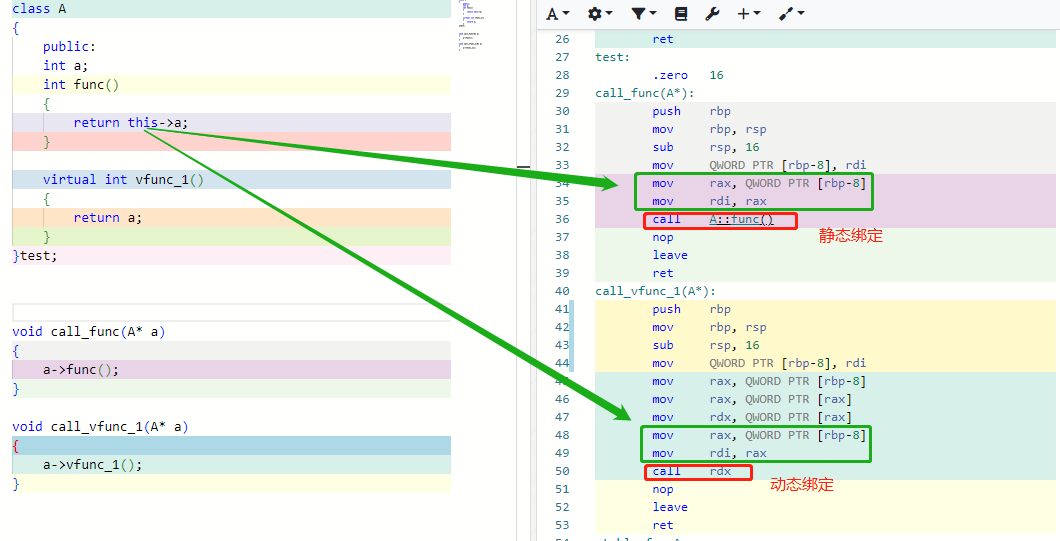 class A
{
public:
int a;
int func()
{
return this->a;
}
virtual int vfunc_1()
{
return a;
}
}test;
void call_func(A* a)
{
a->func();
}
void call_vfunc_1(A* a)
{
a->vfunc_1();
}
A
26 ret
27 test:
28 .zero 16
29 call_func(A*):
30 push rbp
31 mov rbp, rsp
32 sub rsp, 16
33 mov QWORD PTR [rbp-8], rdi
34 mov rax, QWORD PTR [rbp-8]
35 mov rdi, rax
36 call A::func()
静态绑定
37 nop
38 leave
39 ret
40 call_vfunc_1(A*):
41 push rbp
42 mov rbp, rsp
43 sub rsp, 16
44 mov QWORD PTR [rbp-8], rdi
45 mov rax, QWORD PTR [rbp-8]
46 mov rax, QWORD PTR [rax]
47 mov rdx, QWORD PTR [rax]
48 mov rax, QWORD PTR [rbp-8]
49 mov rdi, rax
50 call rdx
动态绑定
51 nop
52 leave
53 ret